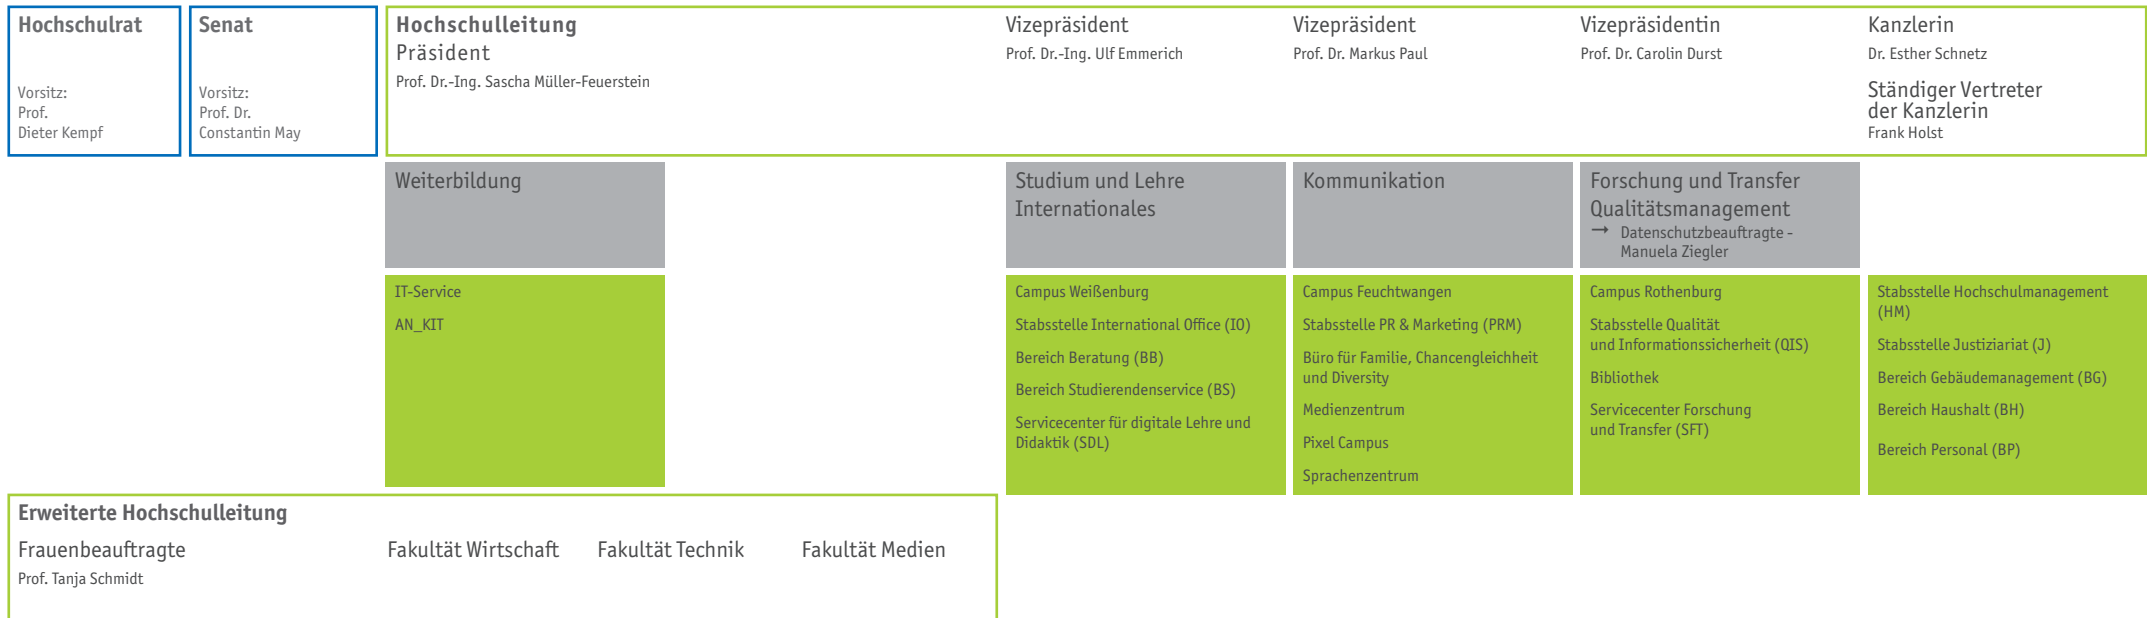 Hochschulrat
Vorsitz:
Prof.
Dieter Kempf
Senat
Vorsitz:
Prof. Dr.
Constantin May
Hochschulleitung
Präsident
Prof. Dr.-Ing. Sascha Müller-Feuerstein
Vizepräsident
Prof. Dr.-Ing. Ulf Emmerich
Vizepräsident
Prof. Dr. Markus Paul
Vizepräsidentin
Prof. Dr. Carolin Durst
Kanzlerin
Dr. Esther Schnetz
Ständiger Vertreter
der Kanzlerin
Frank Holst
Weiterbildung
Studium und Lehre
Internationales
Kommunikation
Forschung und Transfer
Qualitätsmanagement
→ Datenschutzbeauftragte -
Manuela Ziegler
IT-Service
AN_KIT
Campus Weißenburg
Stabsstelle International Office (IO)
Bereich Beratung (BB)
Bereich Studierendenservice (BS)
Servicecenter für digitale Lehre und
Didaktik (SDL)
Campus Feuchtwangen
Stabsstelle PR & Marketing (PRM)
Büro für Familie, Chancengleichheit
und Diversity
Medienzentrum
Pixel Campus
Sprachenzentrum
Campus Rothenburg
Stabsstelle Qualität
und Informationssicherheit (QIS)
Bibliothek
Servicecenter Forschung
und Transfer (SFT)
Stabsstelle Hochschulmanagement
(HM)
Stabsstelle Justiziariat (J)
Bereich Gebäudemanagement (BG)
Bereich Haushalt (BH)
Bereich Personal (BP)
Erweiterte Hochschulleitung
Frauenbeauftragte
Prof. Tanja Schmidt
Fakultät Wirtschaft
Fakultät Technik
Fakultät Medien